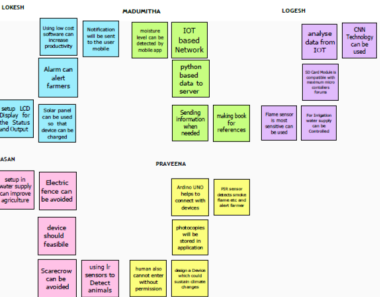 LOKESH
Using low cost
software can
increase
productivity
Notification
will be sent
to the user
mobile
Alarm can
alert
farmers
setup LCD
Display for
the Status
and Output
Solar panel
can be used
so that
device can be
charged
MADUMITHA
moisture
level can be
detected by
mobile app
IOT
based
Network
python
based
data to
server
Sending
information
when
needed
making book
for
references
LOGESH
analyse
data from
IOT
CNN
Technology
can be
used
SD Card Module is
compatible with
maximum micro
controllers
Flame sensor
is most
sensitive can
be used
For Irrigation
water supply
can be
Controlled
ASAN
setup in
water supply
can improve
agriculture
Electric
fence can
be avoided
device
should
feasibile
Scarecrow
can be
avoided
using Ir
sensors to
Detect
animals
PRAVEENA
Ardino UNO
helps to
connect with
devices
PIR sensor
detects smoke
flame etc and
alert farmer
photocopies
will be
stored in
application
human also
cannot enter
without
permission
design a Device
which could
sustain climate
changes